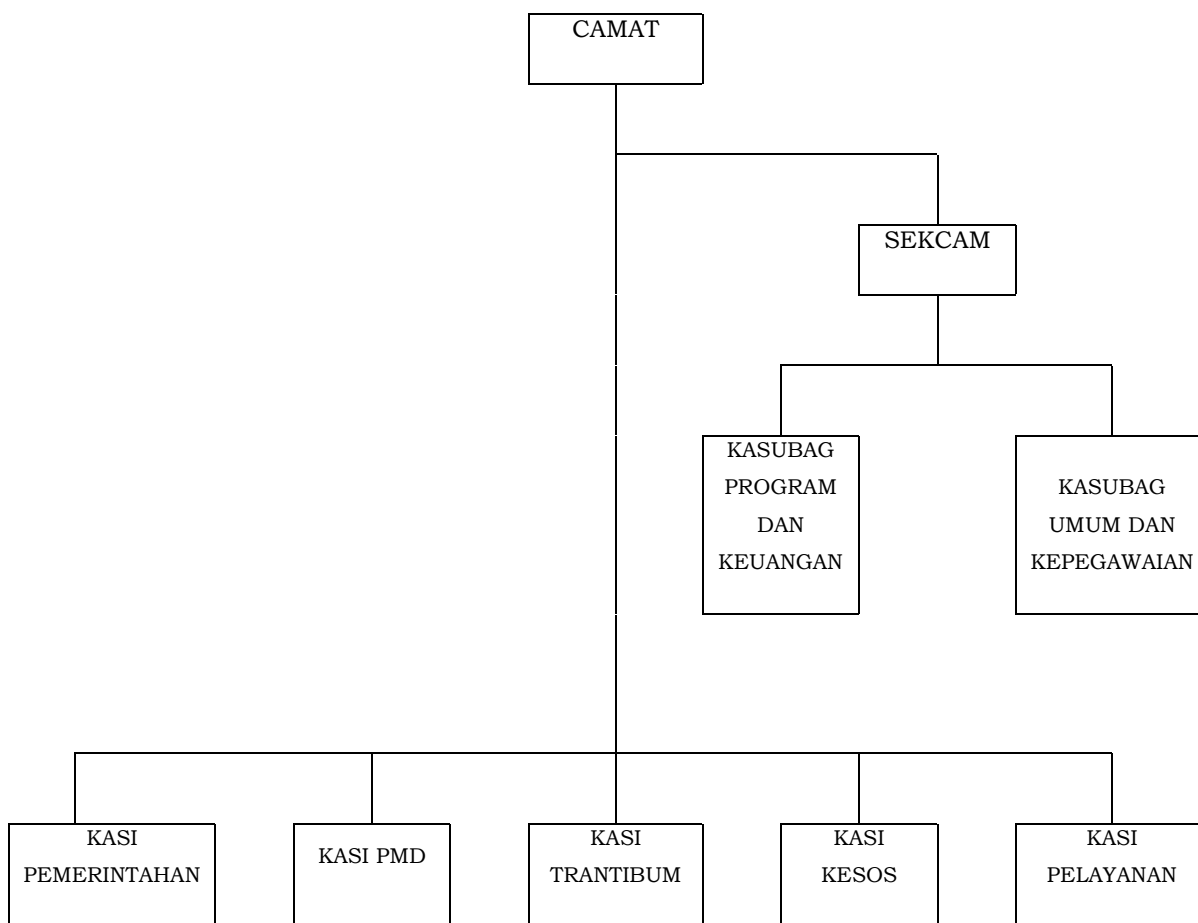 CAMAT
SEKCAM
KASUBAG
PROGRAM
DAN
KEUANGAN
KASUBAG
UMUM DAN
KEPEGAWAIAN
KASI
PEMERINTAHAN
KASI PMD
KASI
TRANTIBUM
KASI
KESOS
KASI
PELAYANAN